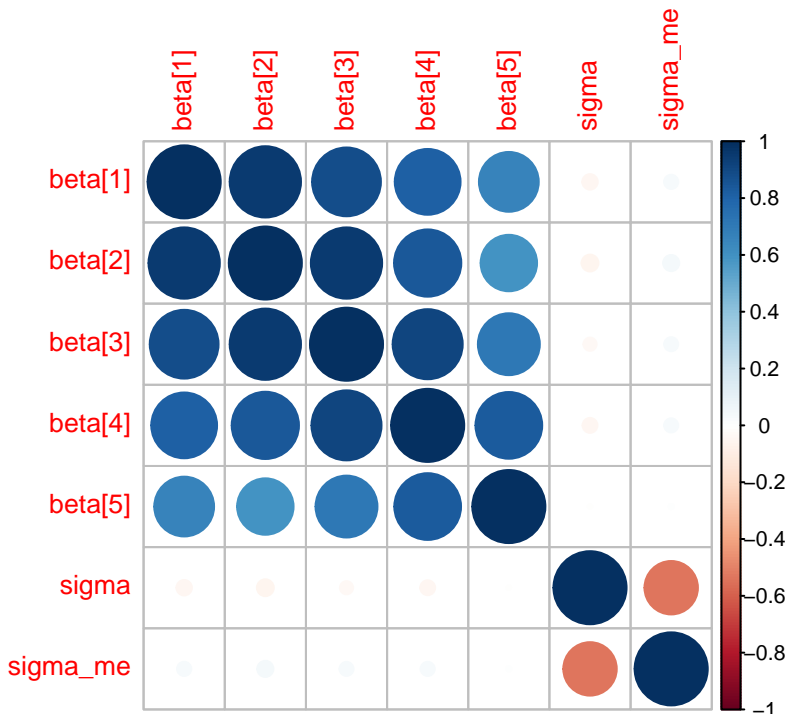 beta[1]
beta[2]
beta[3]
beta[4]
beta[5]
sigma
sigma_me
beta[1]
beta[2]
beta[3]
beta[4]
beta[5]
sigma
sigma_me
1
0.8
0.6
0.4
0.2
0
−0.2
−0.4
−0.6
−0.8
−1